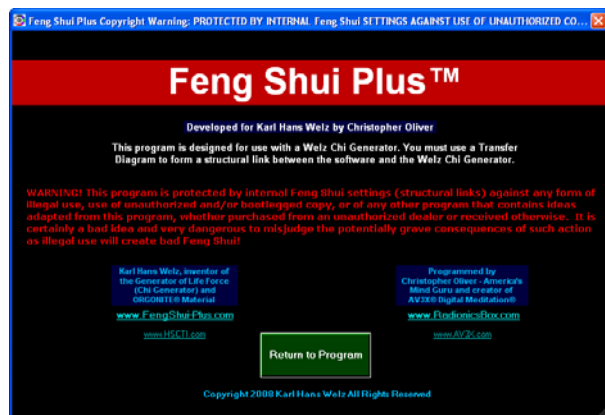 Feng Shui Plus Copyright Warning: PROTECTED BY INTERNAL Feng Shui SETTINGS AGAINST USE OF UNAUTHORIZED CO...
Feng Shui Plus™
Developed for Karl Hans Welz by Christopher Oliver
This program is designed for use with a Welz Chi Generator. You must use a Transfer
Diagram to form a structural link between the software and the Welz Chi Generator.
WARNING! This program is protected by internal Feng Shui settings (structural links) against any form of
illegal use, use of unauthorized and/or bootlegged copy, or of any other program that contains ideas
adapted from this program, whether purchased from an unauthorized dealer or received otherwise. It is
certainly a bad idea and very dangerous to misjudge the potentially grave consequences of such action
as illegal use will create bad Feng Shui!
Karl Hans Welz, inventor of
the Generator of Life Force
(Chi Generator) and
ORGONITE® Material
www.FengShui-Plus.com
www.HSCTI.com
Programmed by
Christopher Oliver - America's
Mind Guru and creator of
AV3X® Digital Meditation®
www.RadionicsBox.com
www.AV3X.com
Return to Program
Copyright 2008 Karl Hans Welz All Rights Reserved